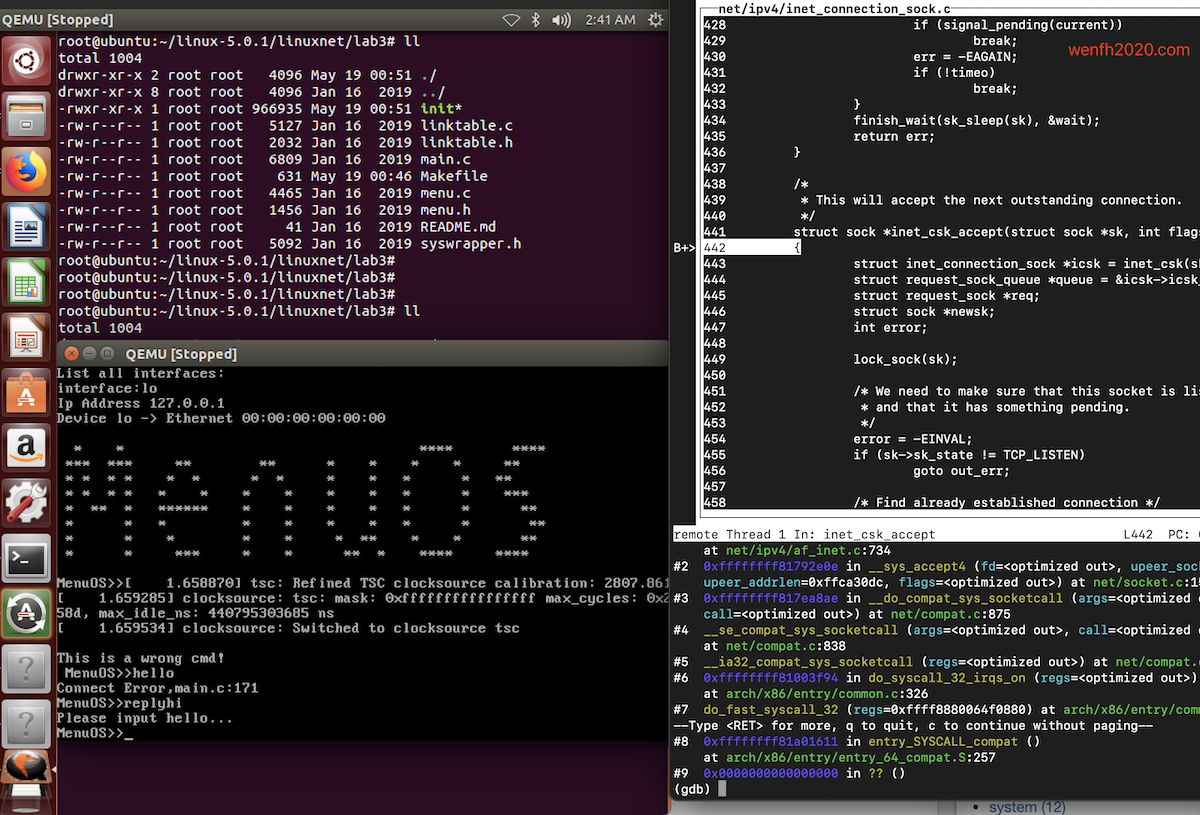 QEMU [Stopped]
2:41 AM
root@ubuntu:~/linux-5.0.1/linuxnet/lab3# ll
total 1004
drwxr-xr-x 2 root root   4096 May 19 00:51 ./
drwxr-xr-x 8 root root   4096 Jan 16  2019 ../
-rwxr-xr-x 1 root root 966935 May 19 00:51 init*
-rw-r--r-- 1 root root   5127 Jan 16  2019 linktable.c
-rw-r--r-- 1 root root   2032 Jan 16  2019 linktable.h
-rw-r--r-- 1 root root   6809 Jan 16  2019 main.c
-rw-r--r-- 1 root root    631 May 19 00:46 Makefile
-rw-r--r-- 1 root root   4465 Jan 16  2019 menu.c
-rw-r--r-- 1 root root   1456 Jan 16  2019 menu.h
-rw-r--r-- 1 root root     41 Jan 16  2019 README.md
-rw-r--r-- 1 root root   5092 Jan 16  2019 syswrapper.h
root@ubuntu:~/linux-5.0.1/linuxnet/lab3#
root@ubuntu:~/linux-5.0.1/linuxnet/lab3#
root@ubuntu:~/linux-5.0.1/linuxnet/lab3#
root@ubuntu:~/linux-5.0.1/linuxnet/lab3# ll
total 1004
QEMU [Stopped]
List all interfaces:
interface:lo
Ip Address 127.0.0.1
Device lo -> Ethernet 00:00:00:00:00:00
MenuOS
MenuOS>>[    1.658870] tsc: Refined TSC clocksource calibration: 2807.861
[    1.659285] clocksource: tsc: mask: 0xffffffffffffffff max_cycles: 0x2
58d, max_idle_ns: 440795303685 ns
[    1.659534] clocksource: Switched to clocksource tsc
This is a wrong cmd!
MenuOS>>hello
Connect Error,main.c:171
MenuOS>>replyhi
Please input hello...
MenuOS>>_
net/ipv4/inet_connection_sock.c
wenfh2020.com
428 if (signal_pending(current))
429 break;
430 err = -EAGAIN;
431 if (!timeo)
432 break;
433 }
434 finish_wait(sk_sleep(sk), &wait);
435 return err;
436 }
437
438 /*
439 * This will accept the next outstanding connection.
440 */
441 struct sock *inet_csk_accept(struct sock *sk, int flags
B+> 442 {
443 struct inet_connection_sock *icsk = inet_csk(s
444 struct request_sock_queue *queue = &icsk->icsk_
445 struct request_sock *req;
446 struct sock *newsk;
447 int error;
448
449 lock_sock(sk);
450
451 /* We need to make sure that this socket is lis
452 * and that it has something pending.
453 */
454 error = -EINVAL;
455 if (sk->sk_state != TCP_LISTEN)
456 goto out_err;
457
458 /* Find already established connection */
remote Thread 1 In: inet_csk_accept L442 PC:
at net/ipv4/af_inet.c:734
#2  0xffffffff81792e0e in __sys_accept4 (fd=<optimized out>, upeer_soc
upeer_addrlen=0xffca30dc, flags=<optimized out>) at net/socket.c:1
#3  0xffffffff817ea8ae in __do_compat_sys_socketcall (args=<optimized
call=<optimized out>) at net/compat.c:875
#4  __se_compat_sys_socketcall (args=<optimized out>, call=<optimized
at net/compat.c:838
#5  __ia32_compat_sys_socketcall (regs=<optimized out>) at net/compat.
#6  0xffffffff81003f94 in do_syscall_32_irqs_on (regs=<optimized out>)
at arch/x86/entry/common.c:326
#7  do_fast_syscall_32 (regs=0xffff8880064f0880) at arch/x86/entry/com
--Type <RET> for more, q to quit, c to continue without paging--
#8  0xffffffff81a01611 in entry_SYSCALL_compat ()
at arch/x86/entry/entry_64_compat.S:257
#9  0x0000000000000000 in ?? ()
(gdb)
system (12)